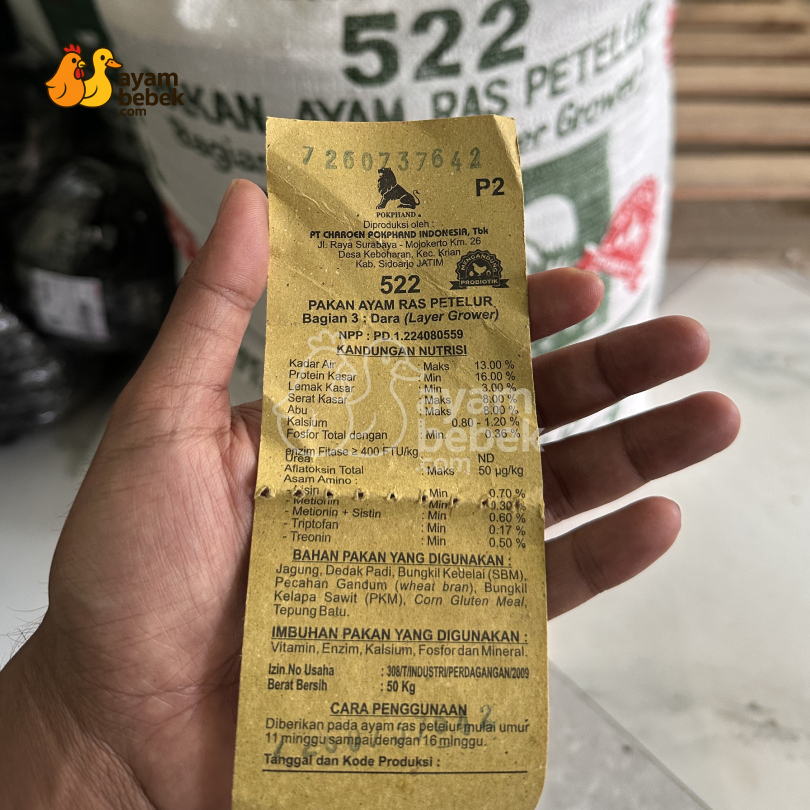 522
PAKAN AYAM RAS PETELUR
Bagian
Grower)
ayam
bebek
.com
7260737642
P2
POKPHAND
Diproduksi oleh :
PT CHAROEN POKPHAND INDONESIA, Tbk
Jl. Raya Surabaya - Mojokerto Km. 26
Desa Keboharan, Kec. Krian
Kab. Sidoarjo JATIM
MENGANDUNG
PROBIOTIK
522
PAKAN AYAM RAS PETELUR
Bagian 3 : Dara (Layer Grower)
NPP : PD.1.224080559
KANDUNGAN NUTRISI
Kadar Air : Maks 13.00 %
Protein Kasar : Min 16.00 %
Lemak Kasar : Min 3.00 %
Serat Kasar : Maks 8.00 %
Abu : Maks 8.00 %
Kalsium 0.80 - 1.20 %
Fosfor Total dengan : Min. 0.36 %
enzim Fitase ≥ 400 FTU/kg
Urea ND
Aflatoksin Total : Maks 50 µg/kg
Asam Amino :
- Lisin : Min 0.70 %
- Metionin : Min 0.30 %
- Metionin + Sistin : Min 0.60 %
- Triptofan : Min 0.17 %
- Treonin : Min 0.50 %
ayam
bebek
.com
BAHAN PAKAN YANG DIGUNAKAN :
Jagung, Dedak Padi, Bungkil Kedelai (SBM),
Pecahan Gandum (wheat bran), Bungkil
Kelapa Sawit (PKM), Corn Gluten Meal,
Tepung Batu.
IMBUHAN PAKAN YANG DIGUNAKAN :
Vitamin, Enzim, Kalsium, Fosfor dan Mineral.
Izin.No Usaha : 308/T/INDUSTRI/PERDAGANGAN/2009
Berat Bersih : 50 Kg
CARA PENGGUNAAN
Diberikan pada ayam ras petelur mulai umur
11 minggu sampai dengan 16 minggu.
Tanggal dan Kode Produksi :